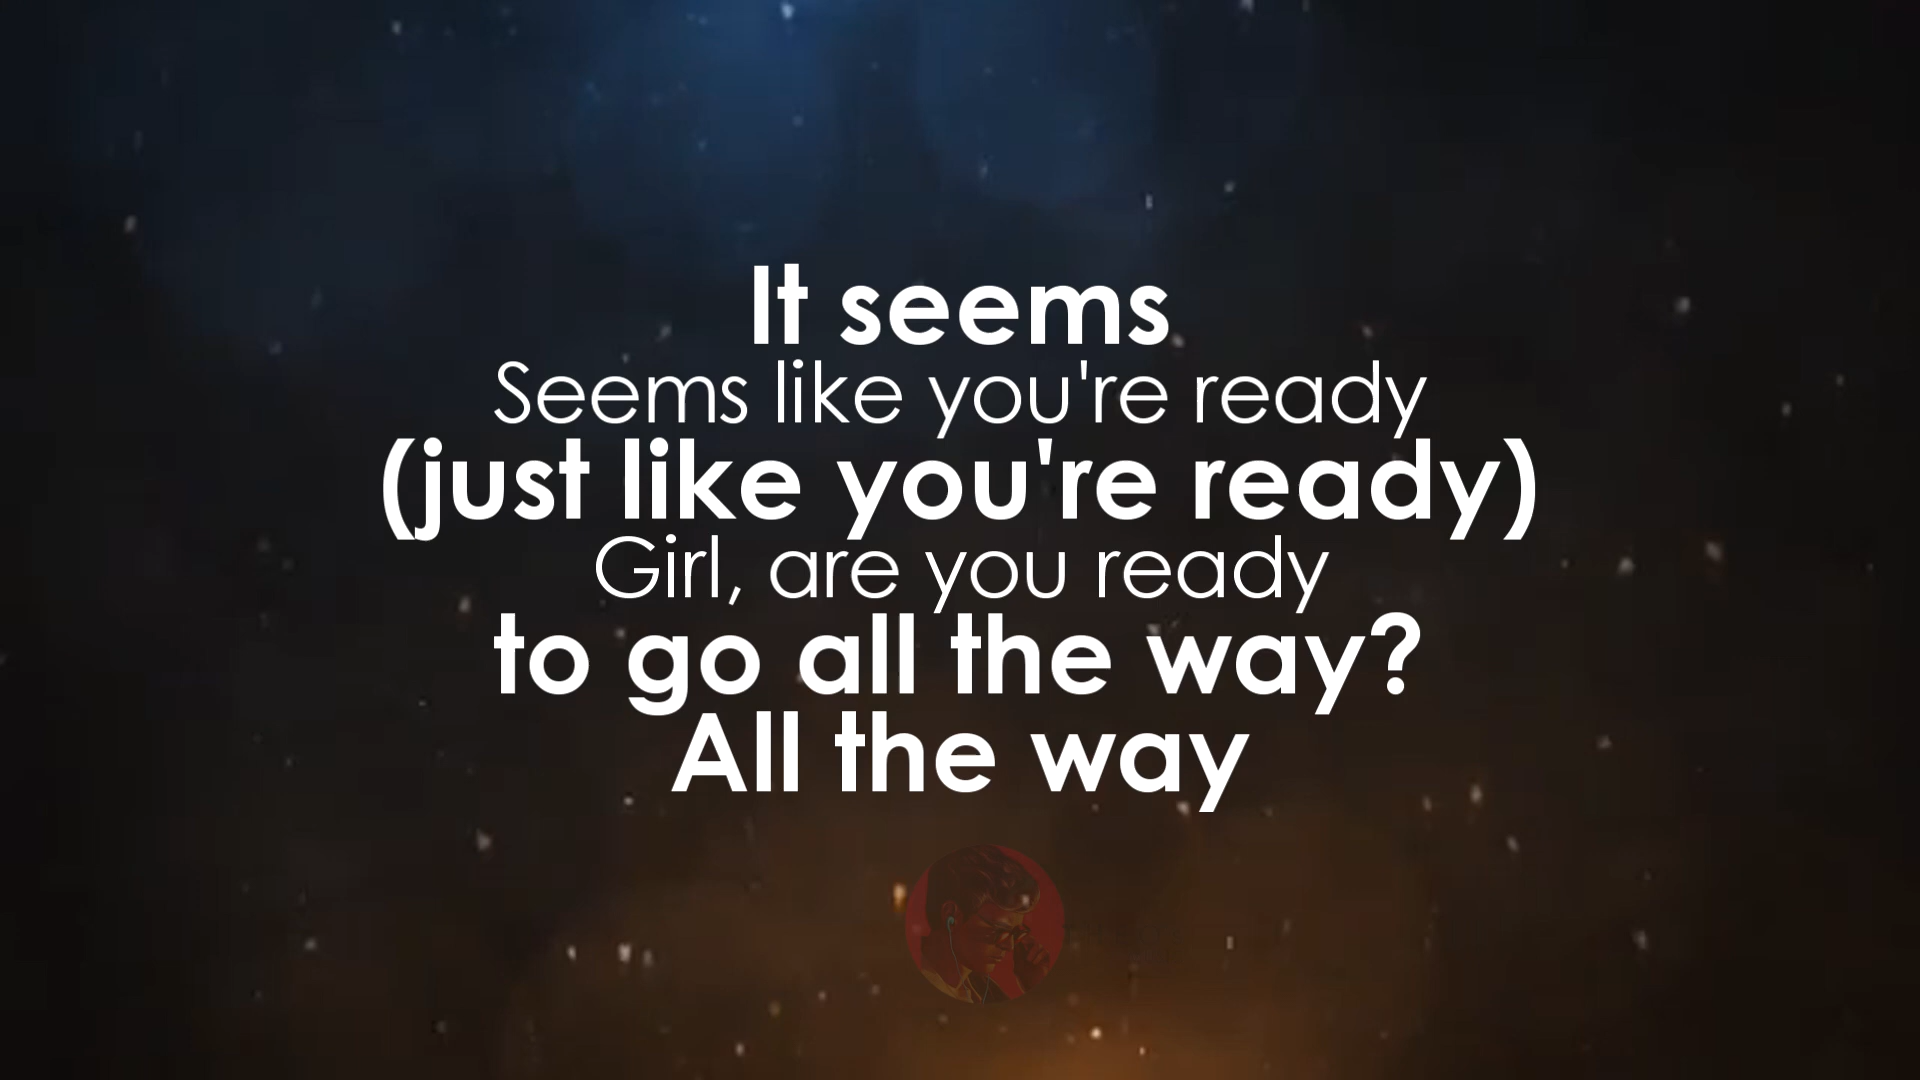 It seems
Seems like you're ready
(just like you're ready)
Girl, are you ready
to go all the way?
All the way